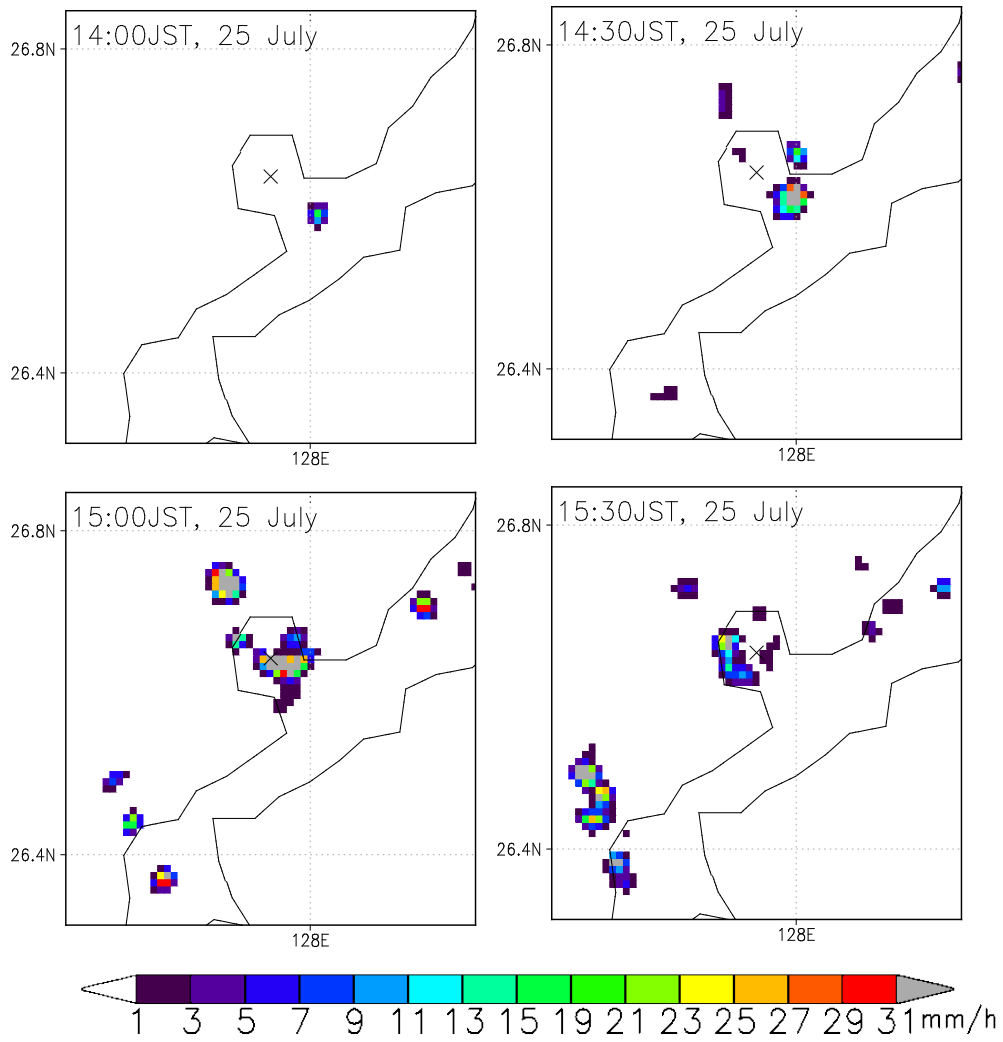 14:00JST, 25 July
26.8N
26.4N
128E
14:30JST, 25 July
26.8N
26.4N
128E
15:00JST, 25 July
26.8N
26.4N
128E
15:30JST, 25 July
26.8N
26.4N
128E
1 3 5 7 9 11 13 15 19 21 23 25 27 29 31 mm/h